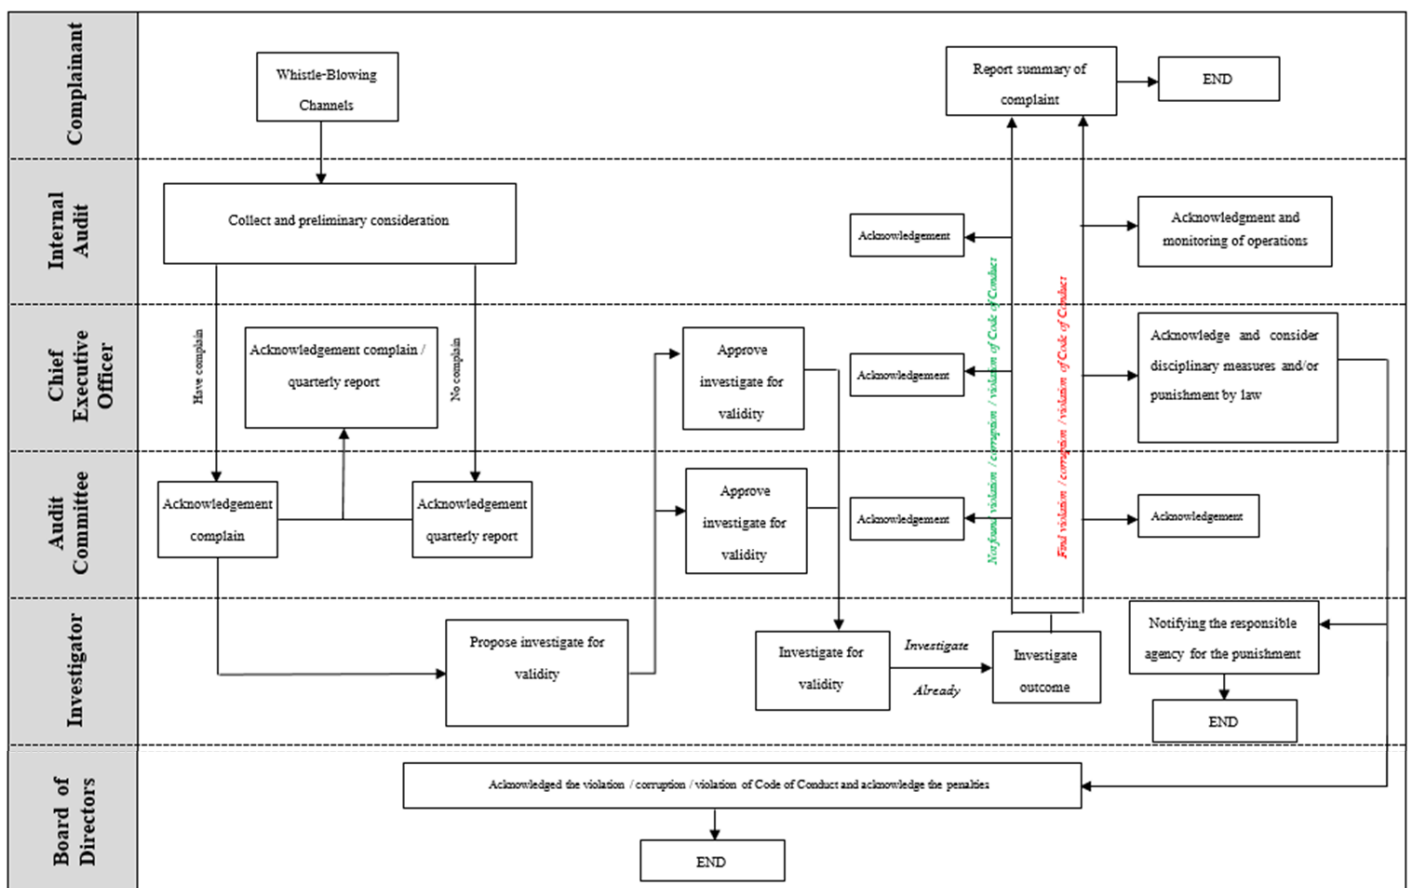 Complainant
Whistle-Blowing
Channels
Report summary of
complaint
END
Internal
Audit
Collect and preliminary consideration
Acknowledgement
Acknowledgment and
monitoring of operations
Chief
Executive
Officer
Have complain
Acknowledgement complain /
quarterly report
No complain
Approve
investigate for
validity
Acknowledgement
Not found violation / corruption / violation of Code of Conduct
Find violation / corruption / violation of Code of Conduct
Acknowledge and consider
disciplinary measures and/or
punishment by law
Audit
Committee
Acknowledgement
complain
Acknowledgement
quarterly report
Approve
investigate for
validity
Acknowledgement
Acknowledgement
Investigator
Propose investigate for
validity
Investigate for
validity
Investigate
Already
Investigate
outcome
Notifying the responsible
agency for the punishment
END
Board of
Directors
Acknowledged the violation / corruption / violation of Code of Conduct and acknowledge the penalties
END